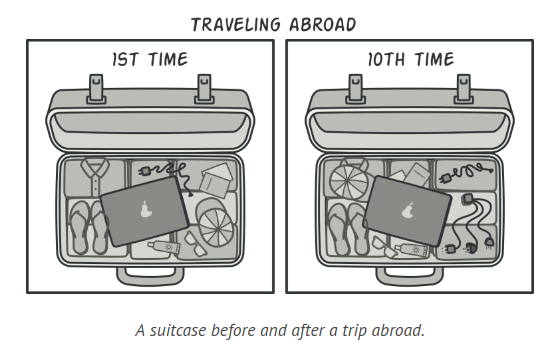 TRAVELING ABROAD
1ST TIME
10TH TIME
A suitcase before and after a trip abroad.